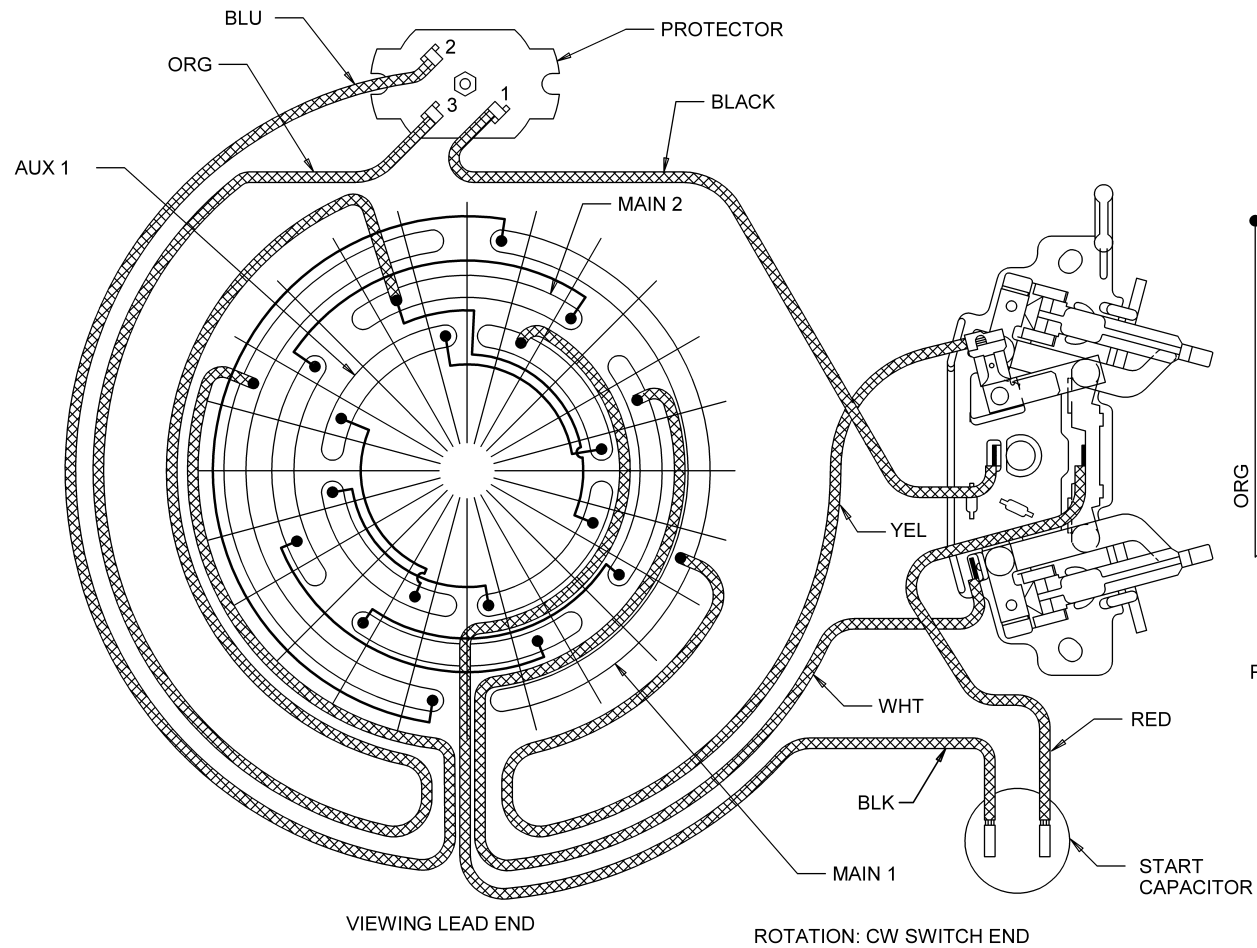 BLU
2
PROTECTOR
ORG
3
1
BLACK
AUX 1
MAIN 2
ORG
YEL
WHT
RED
BLK
MAIN 1
START
CAPACITOR
VIEWING LEAD END
ROTATION: CW SWITCH END